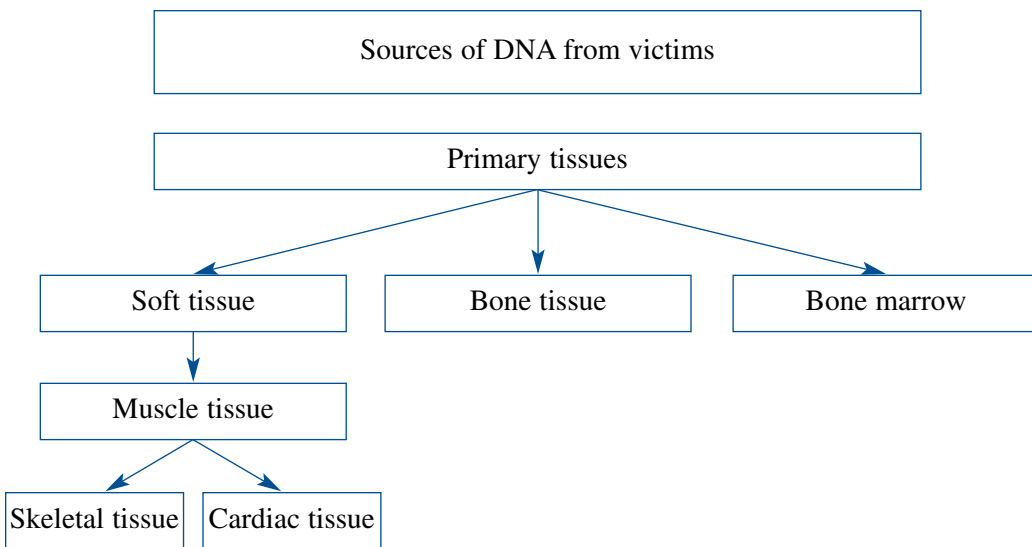 Sources of DNA from victims
Primary tissues
Soft tissue
Bone tissue
Bone marrow
Muscle tissue
Skeletal tissue
Cardiac tissue